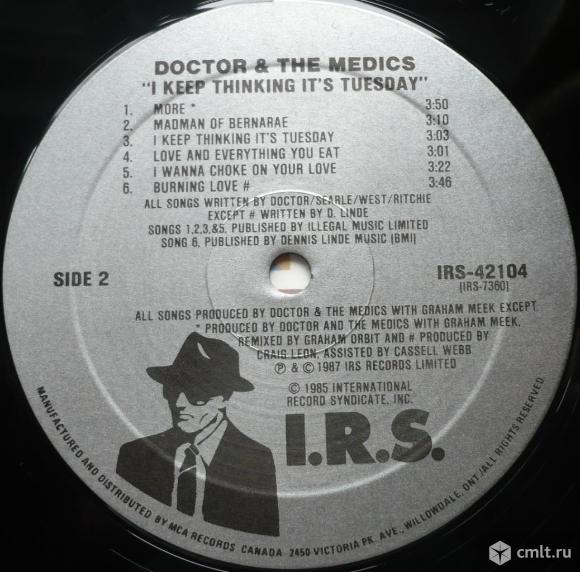 DOCTOR & THE MEDICS
"I KEEP THINKING IT'S TUESDAY"
1. MORE * 3:50
2. MADMAN OF BERNARAE 3:10
3. I KEEP THINKING IT'S TUESDAY 3:03
4. LOVE AND EVERYTHING YOU EAT 3:01
5. I WANNA CHOKE ON YOUR LOVE 3:22
6. BURNING LOVE # 3:46
ALL SONGS WRITTEN BY DOCTOR/SEARLE/WEST/RITCHIE
EXCEPT # WRITTEN BY D. LINDE
SONGS 1,2,3,&5, PUBLISHED BY ILLEGAL MUSIC LIMITED
SONG 6, PUBLISHED BY DENNIS LINDE MUSIC (BMI)
SIDE 2
IRS-42104
(IRS-7360)
ALL SONGS PRODUCED BY DOCTOR & THE MEDICS WITH GRAHAM MEEK EXCEPT
* PRODUCED BY DOCTOR AND THE MEDICS WITH GRAHAM MEEK,
REMIXED BY GRAHAM ORBIT AND # PRODUCED BY
CRAIG LEON, ASSISTED BY CASSELL WEBB
℗ & © 1987 IRS RECORDS LIMITED
© 1985 INTERNATIONAL
RECORD SYNDICATE, INC.
I.R.S.
MANUFACTURED AND DISTRIBUTED BY MCA RECORDS CANADA 2450 VICTORIA PK. AVE., WILLOWDALE, ONT./ALL RIGHTS RESERVED
cmlt.ru